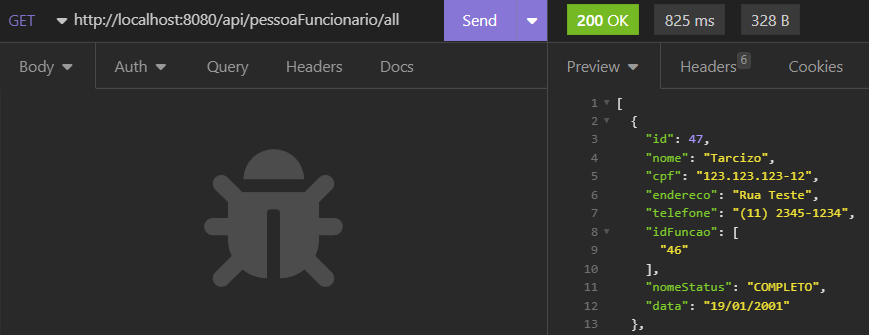 GET http://localhost:8080/api/pessoaFuncionario/all Send 200 OK 825 ms 328 B
Body Auth Query Headers Docs Preview Headers 6 Cookies
1 [
2 {
3 "id": 47,
4 "nome": "Tarcizo",
5 "cpf": "123.123.123-12",
6 "endereco": "Rua Teste",
7 "telefone": "(11) 2345-1234",
8 "idFuncao": [
9 "46"
10 ],
11 "nomeStatus": "COMPLETO",
12 "data": "19/01/2001"
13 },